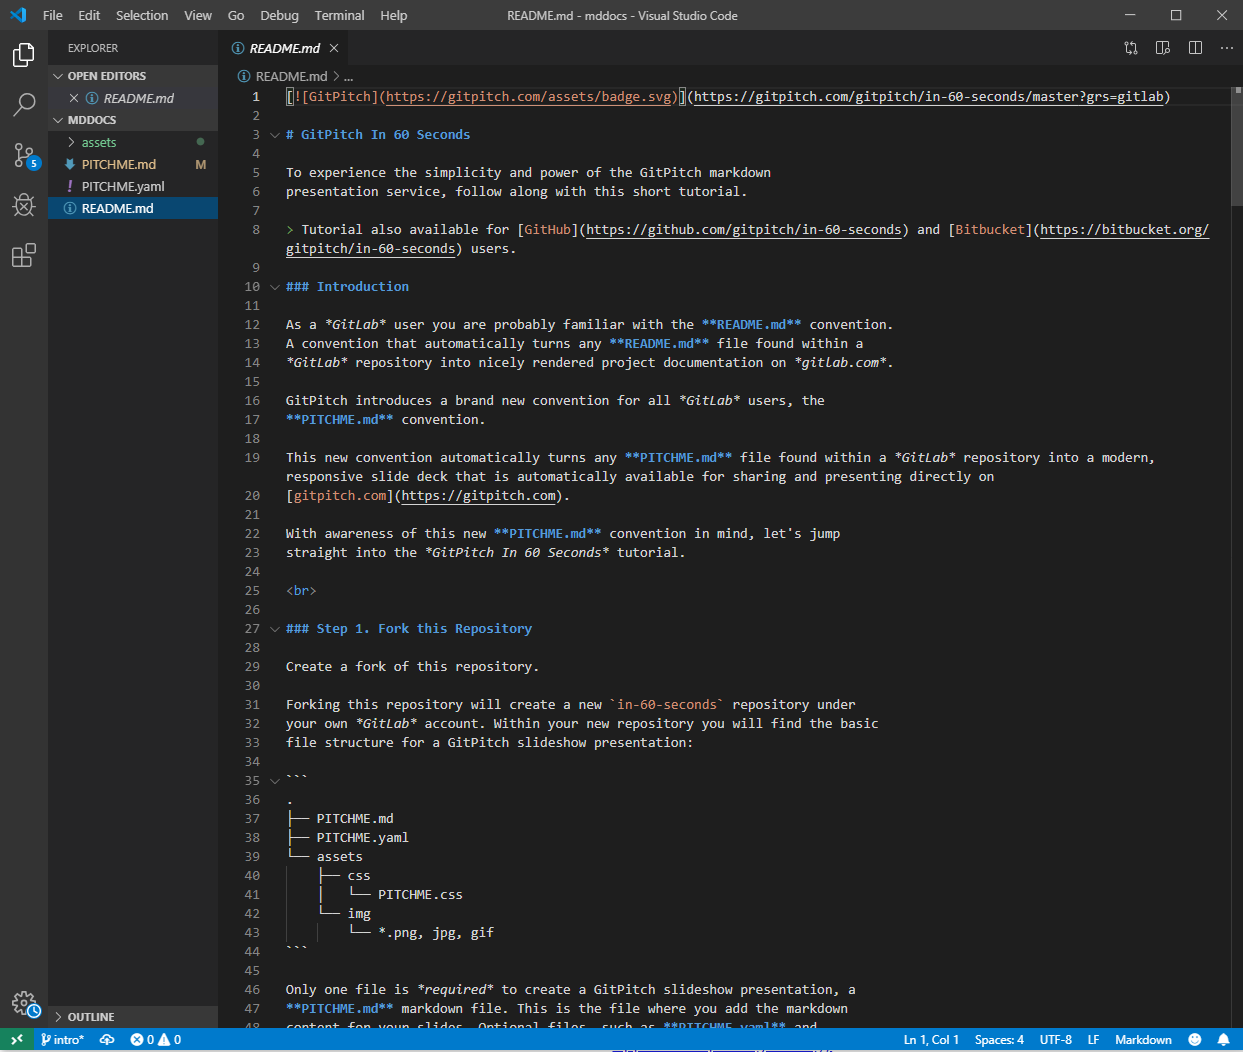 File Edit Selection View Go Debug Terminal Help README.md - mddocs - Visual Studio Code
EXPLORER
OPEN EDITORS
README.md
MDDOCS
assets
PITCHME.md M
PITCHME.yaml
README.md
5
OUTLINE
README.md
README.md > ...
1 [![GitPitch](https://gitpitch.com/assets/badge.svg)](https://gitpitch.com/gitpitch/in-60-seconds/master?grs=gitlab)
2
3 # GitPitch In 60 Seconds
4
5 To experience the simplicity and power of the GitPitch markdown
6 presentation service, follow along with this short tutorial.
7
8 > Tutorial also available for [GitHub](https://github.com/gitpitch/in-60-seconds) and [Bitbucket](https://bitbucket.org/
gitpitch/in-60-seconds) users.
9
10 ### Introduction
11
12 As a *GitLab* user you are probably familiar with the **README.md** convention.
13 A convention that automatically turns any **README.md** file found within a
14 *GitLab* repository into nicely rendered project documentation on *gitlab.com*.
15
16 GitPitch introduces a brand new convention for all *GitLab* users, the
17 **PITCHME.md** convention.
18
19 This new convention automatically turns any **PITCHME.md** file found within a *GitLab* repository into a modern,
responsive slide deck that is automatically available for sharing and presenting directly on
20 [gitpitch.com](https://gitpitch.com).
21
22 With awareness of this new **PITCHME.md** convention in mind, let's jump
23 straight into the *GitPitch In 60 Seconds* tutorial.
24
25 <br>
26
27 ### Step 1. Fork this Repository
28
29 Create a fork of this repository.
30
31 Forking this repository will create a new `in-60-seconds` repository under
32 your own *GitLab* account. Within your new repository you will find the basic
33 file structure for a GitPitch slideshow presentation:
34
35 ```
36 .
37 ├── PITCHME.md
38 ├── PITCHME.yaml
39 └── assets
40     ├── css
41     │   └── PITCHME.css
42     └── img
43         └── *.png, jpg, gif
44 ```
45
46 Only one file is *required* to create a GitPitch slideshow presentation, a
47 **PITCHME.md** markdown file. This is the file where you add the markdown
48 content for your slides. Optional files, such as **PITCHME.yaml** and
intro* 0 0 Ln 1, Col 1 Spaces: 4 UTF-8 LF Markdown